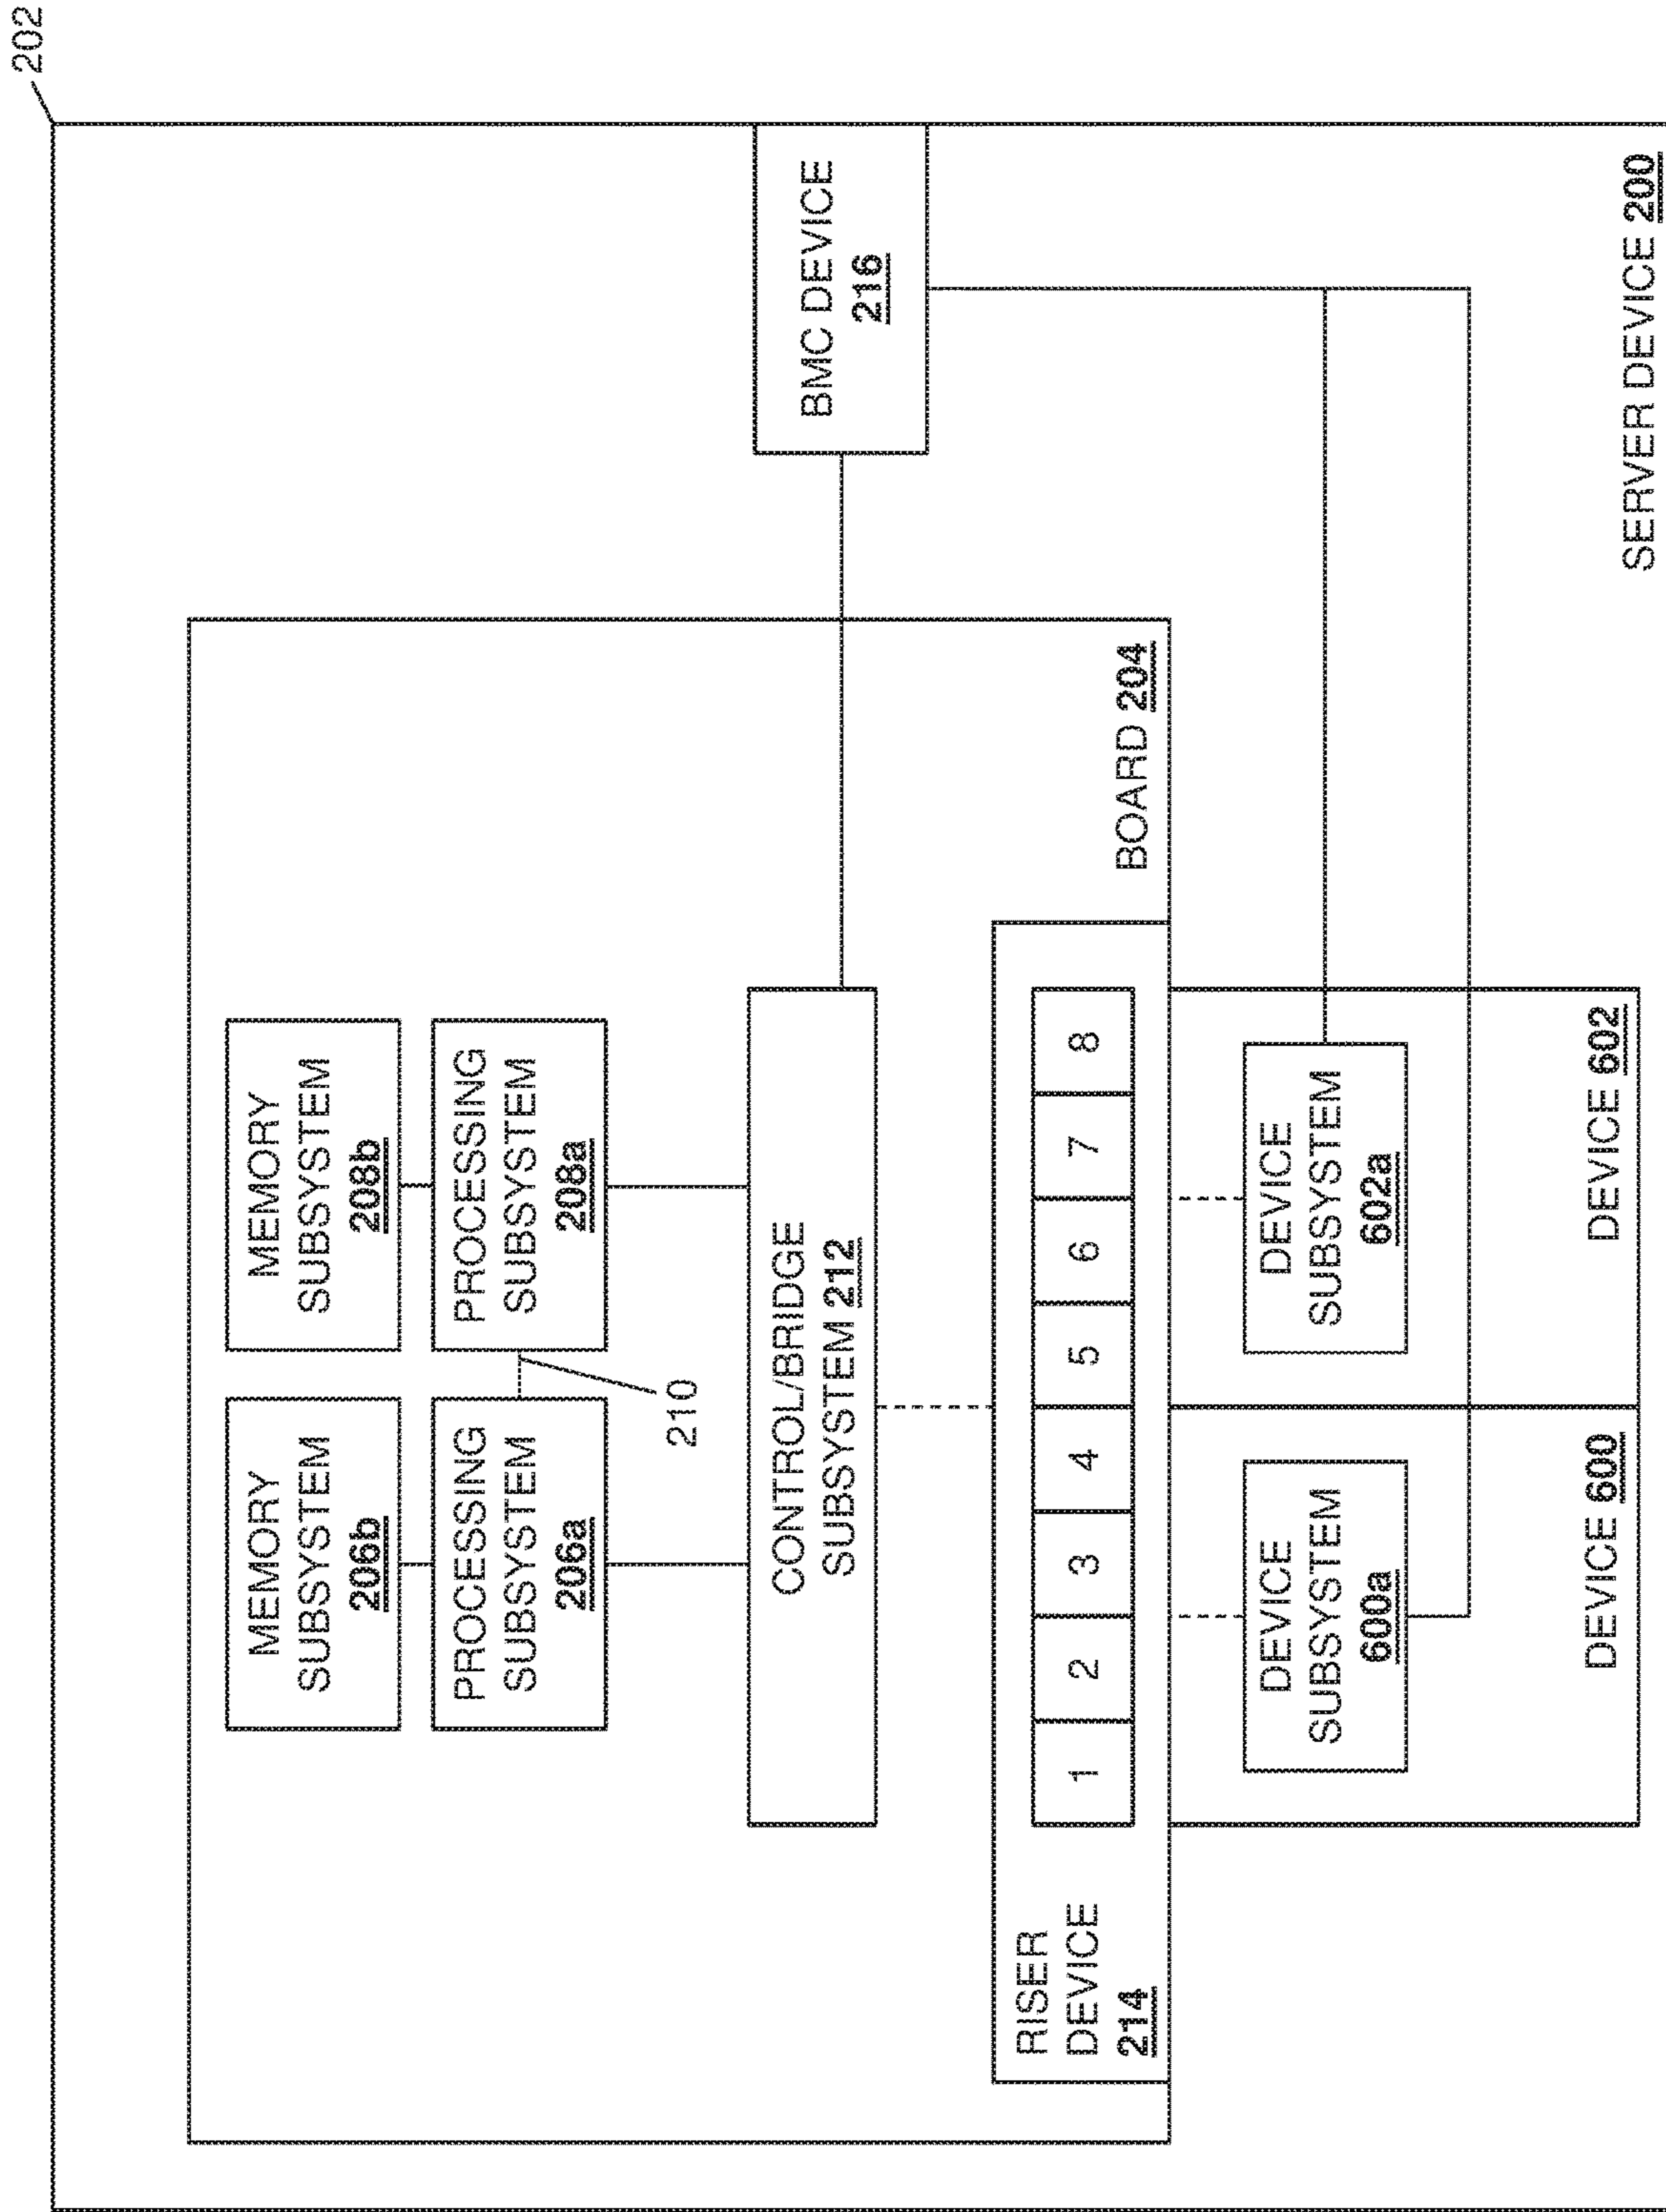 202
MEMORY
SUBSYSTEM
206b
MEMORY
SUBSYSTEM
208b
PROCESSING
SUBSYSTEM
206a
PROCESSING
SUBSYSTEM
208a
210
CONTROL/BRIDGE
SUBSYSTEM 212
BMC DEVICE
216
RISER
DEVICE
214
1
2
3
4
5
6
7
8
BOARD 204
DEVICE
SUBSYSTEM
600a
DEVICE
SUBSYSTEM
602a
DEVICE 600
DEVICE 602
SERVER DEVICE 200